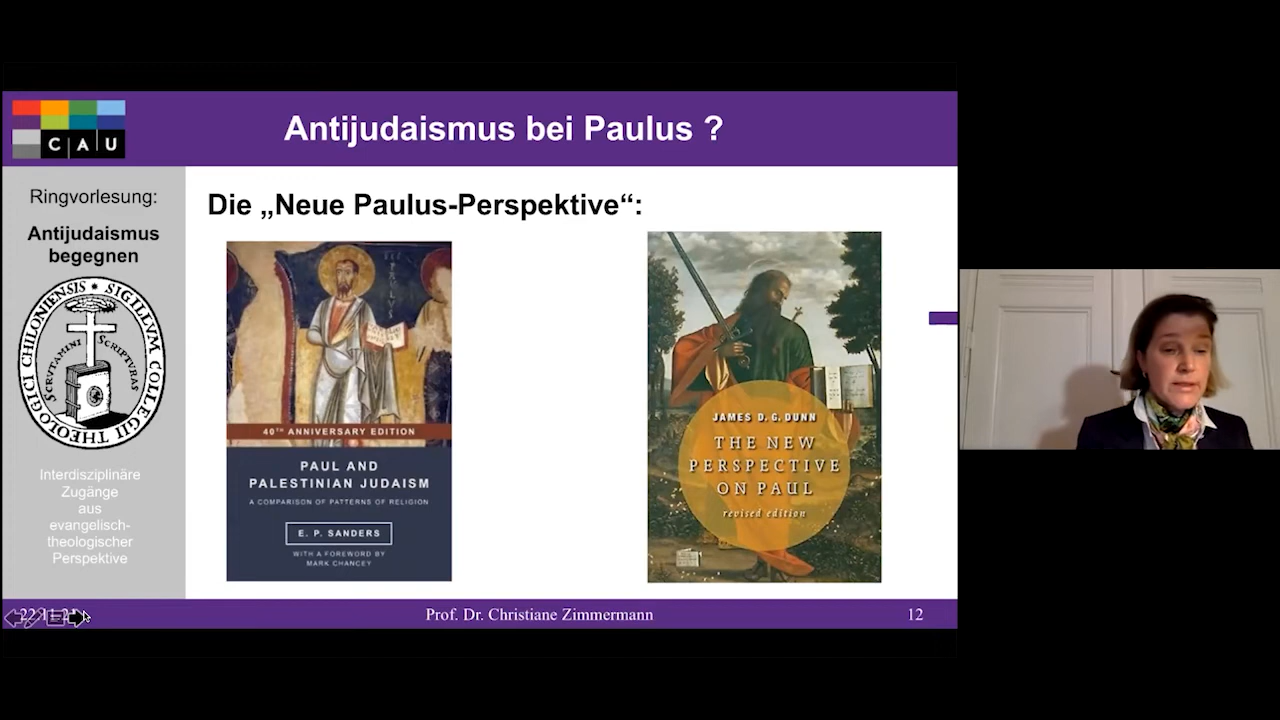 Antijudaismus bei Paulus ?
C|A|U
Ringvorlesung:
Antijudaismus
begegnen
SIGILLVM COLLEGII THEOLOGICI CHILONIENSIS
SCRUTAMINI SCRIPTURAS
Interdisziplinäre
Zugänge
aus
evangelisch-
theologischer
Perspektive
Die „Neue Paulus-Perspektive“:
40TH ANNIVERSARY EDITION
PAUL AND
PALESTINIAN JUDAISM
A COMPARISON OF PATTERNS OF RELIGION
E. P. SANDERS
WITH A FOREWORD BY
MARK CHANCEY
JAMES D. G. DUNN
THE NEW
PERSPECTIVE
ON PAUL
revised edition
Prof. Dr. Christiane Zimmermann
12